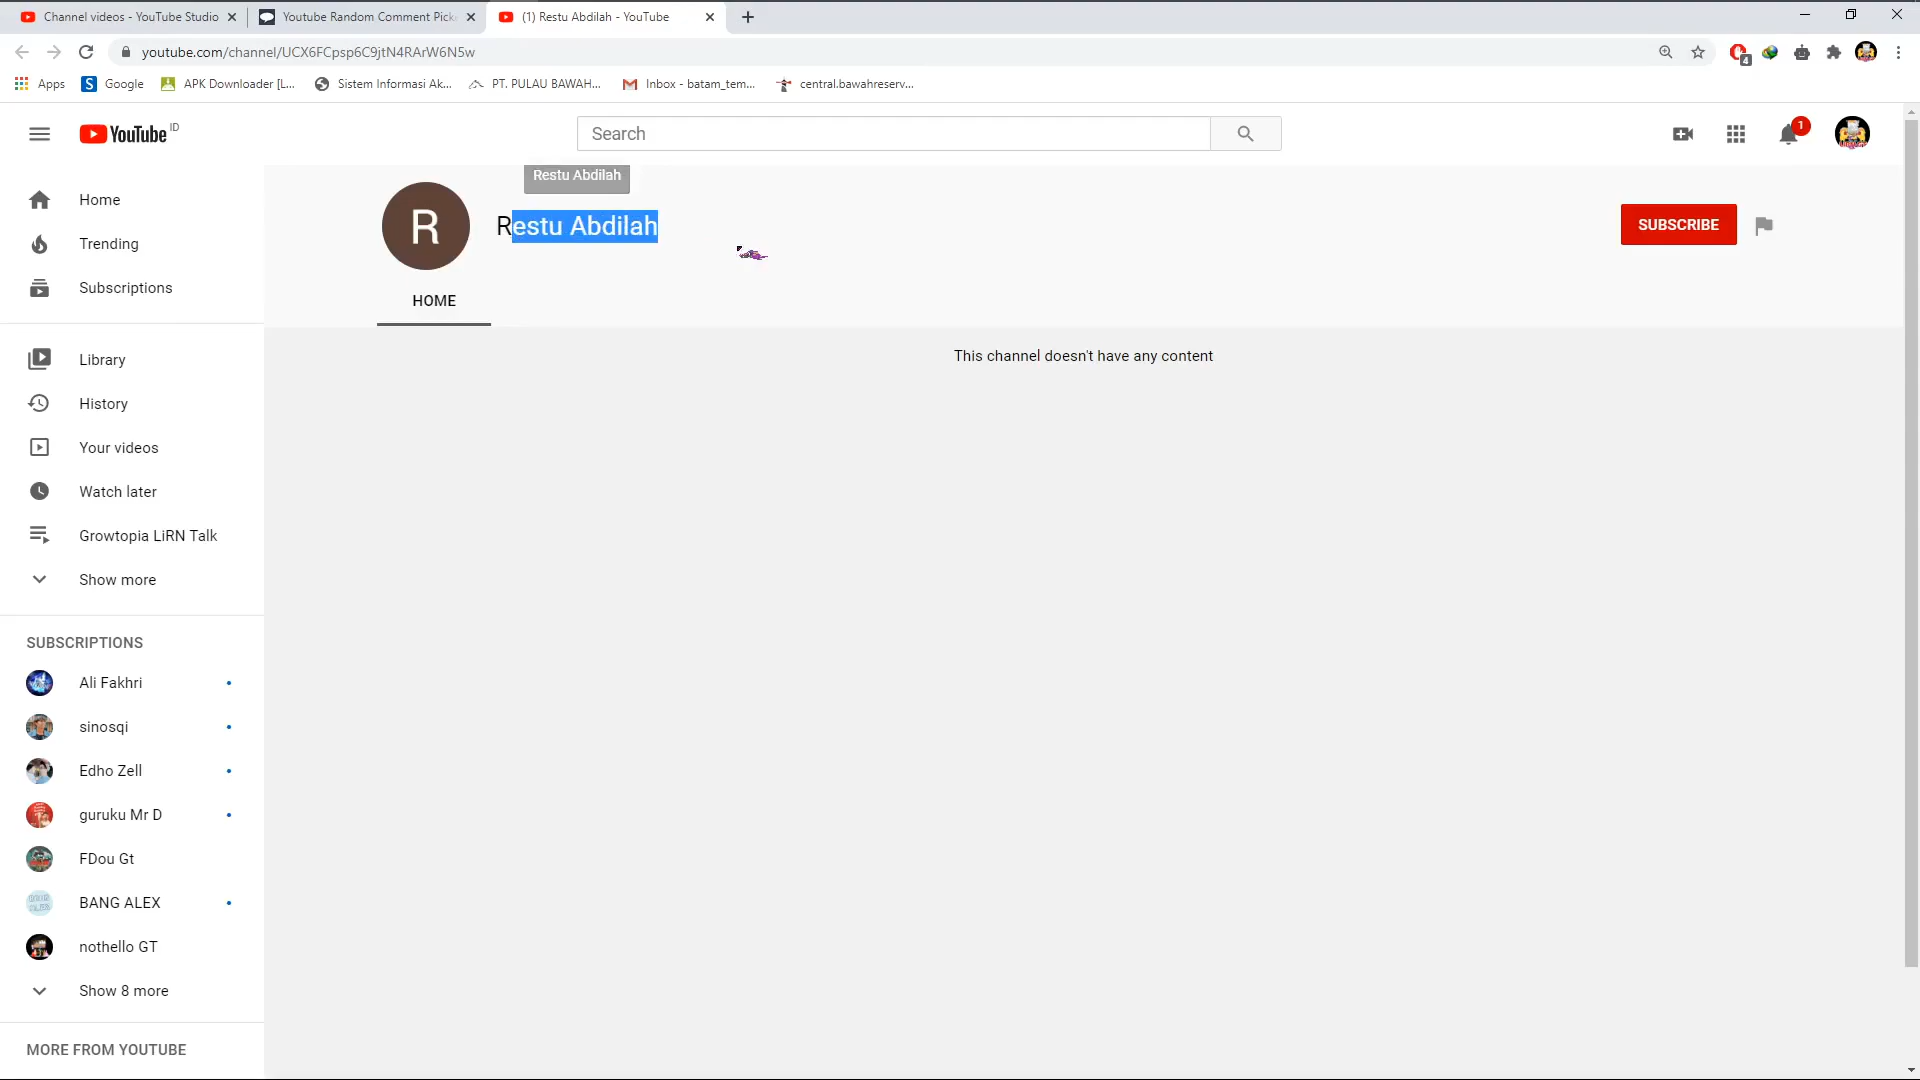 Channel videos - YouTube Studio
Youtube Random Comment Picke
(1) Restu Abdilah - YouTube
youtube.com/channel/UCX6FCpsp6C9jtN4RArW6N5w
4
Apps
Google
APK Downloader [L...
Sistem Informasi Ak...
PT. PULAU BAWAH...
Inbox - batam_tem...
central.bawahreserv...
YouTube ID
Search
1
Restu Abdilah
R
Restu Abdilah
SUBSCRIBE
HOME
This channel doesn't have any content
Home
Trending
Subscriptions
Library
History
Your videos
Watch later
Growtopia LiRN Talk
Show more
SUBSCRIPTIONS
Ali Fakhri
sinosqi
Edho Zell
guruku Mr D
FDou Gt
BANG ALEX
nothello GT
Show 8 more
MORE FROM YOUTUBE